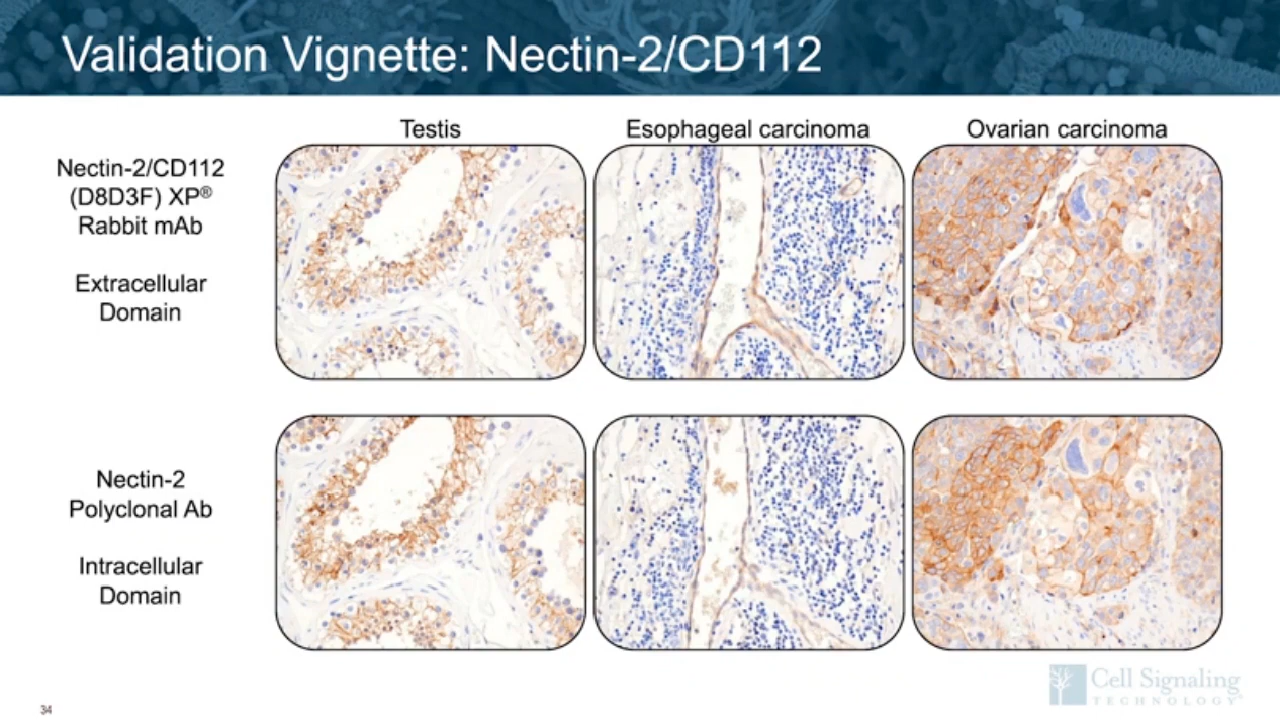 Validation Vignette: Nectin-2/CD112
Testis
Esophageal carcinoma
Ovarian carcinoma
Nectin-2/CD112
(D8D3F) XP®
Rabbit mAb
Extracellular
Domain
Nectin-2
Polyclonal Ab
Intracellular
Domain
Cell Signaling
TECHNOLOGY
34